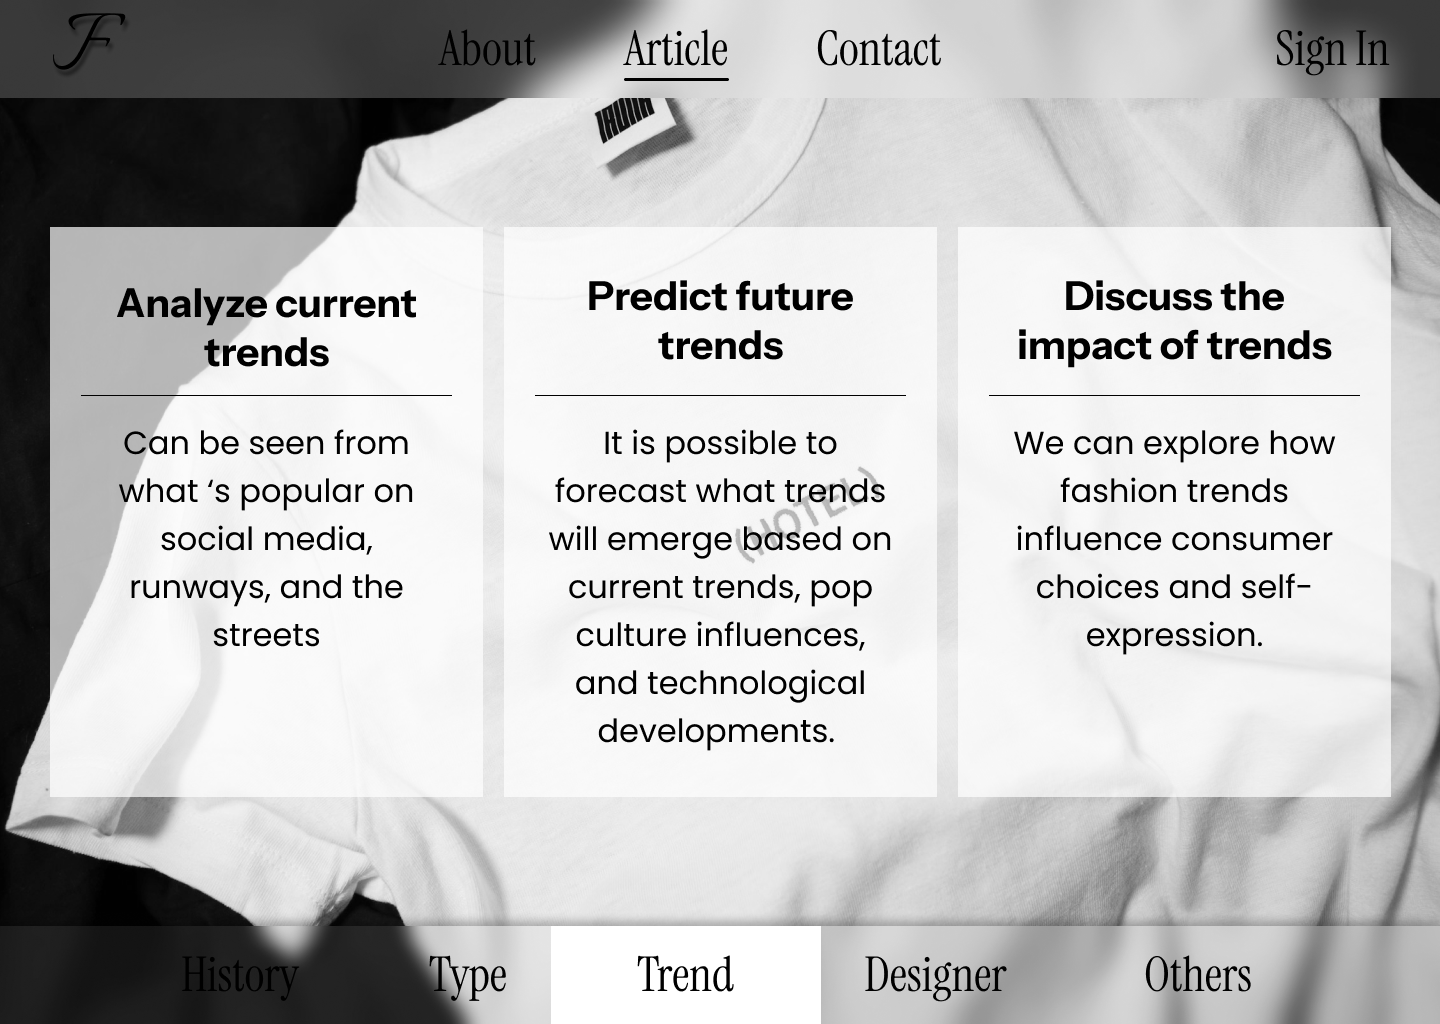 F
About Article Contact Sign In
Analyze current
trends
Can be seen from
what ‘s popular on
social media,
runways, and the
streets
Predict future
trends
It is possible to
forecast what trends
will emerge based on
current trends, pop
culture influences,
and technological
developments.
(HOTEL)
Discuss the
impact of trends
We can explore how
fashion trends
influence consumer
choices and self-
expression.
History Type Trend Designer Others